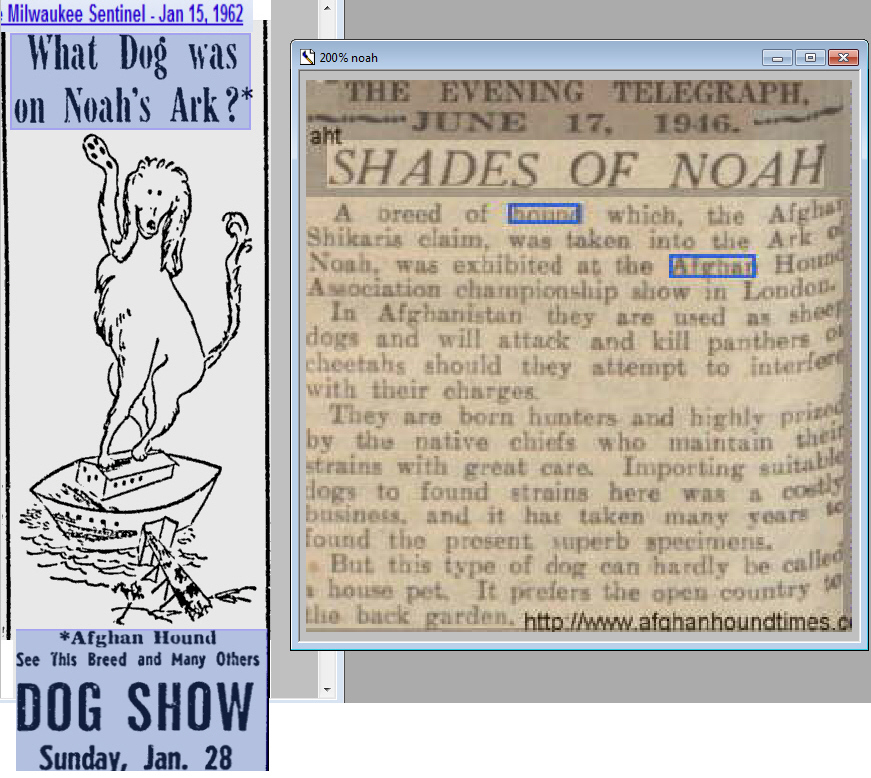 Milwaukee Sentinel - Jan 15, 1962
What Dog was
on Noah's Ark?*
*Afghan Hound
See This Breed and Many Others
DOG SHOW
Sunday, Jan. 28
200% noah
THE EVENING TELEGRAPH,
JUNE 17, 1946.
aht
SHADES OF NOAH
A breed of hound which, the Afghan
Shikaris claim, was taken into the Ark of
Noah, was exhibited at the Afghan Hound
Association championship show in London.
In Afghanistan they are used as sheep
dogs and will attack and kill panthers or
cheetahs should they attempt to interfere
with their charges.
They are born hunters and highly prized
by the native chiefs who maintain their
strains with great care. Importing suitable
dogs to found strains here was a costly
business, and it has taken many years to
found the present superb specimens.
But this type of dog can hardly be called
a house pet. It prefers the open country to
the back garden.
http://www.afghanhoundtimes.c